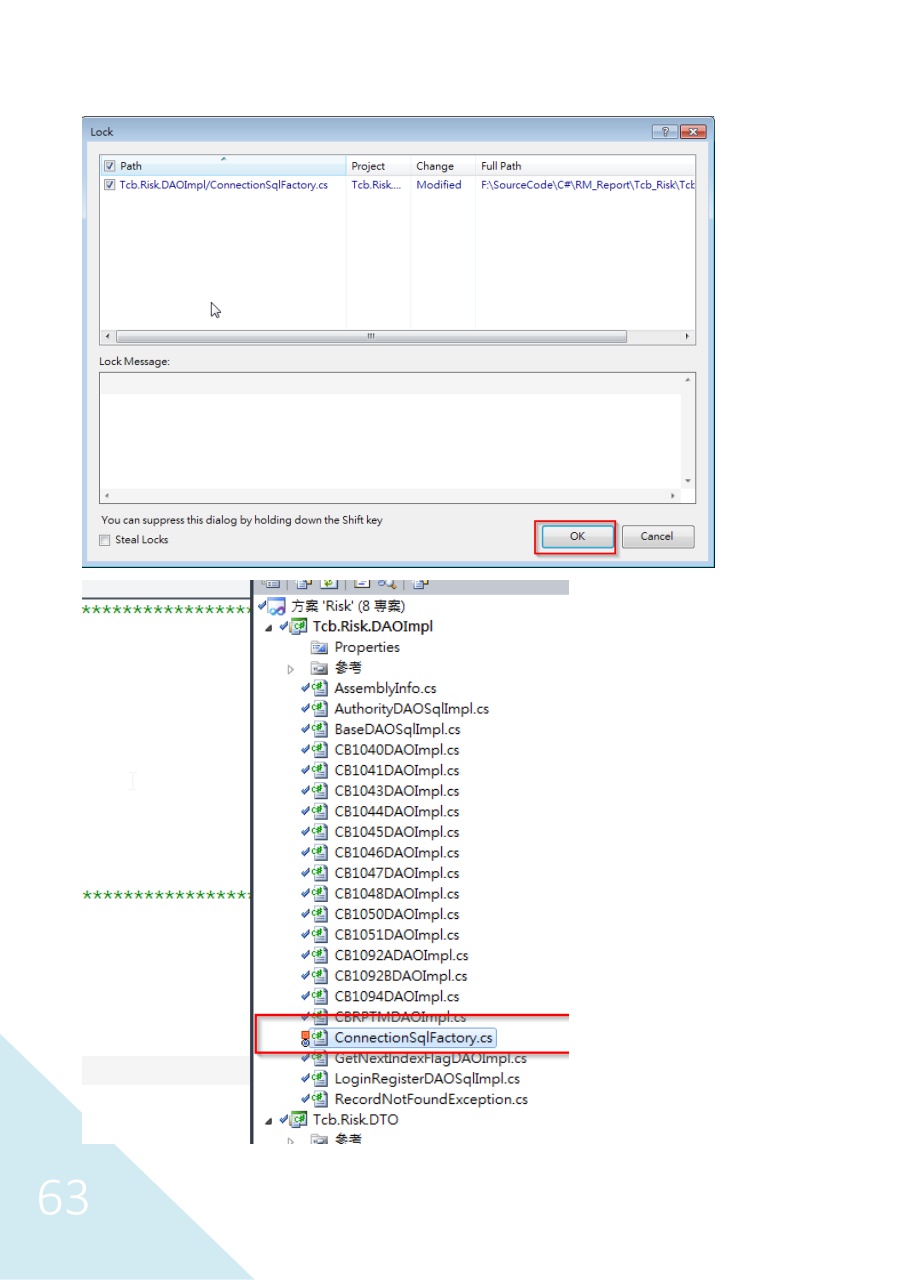 Lock
Path Project Change Full Path
Tcb.Risk.DAOImpl/ConnectionSqlFactory.cs Tcb.Risk.... Modified F:\SourceCode\C#\RM_Report\Tcb_Risk\Tcb
Lock Message:
You can suppress this dialog by holding down the Shift key
Steal Locks
OK Cancel
方案 'Risk' (8 專案)
Tcb.Risk.DAOImpl
Properties
參考
AssemblyInfo.cs
AuthorityDAOSqlImpl.cs
BaseDAOSqlImpl.cs
CB1040DAOImpl.cs
CB1041DAOImpl.cs
CB1043DAOImpl.cs
CB1044DAOImpl.cs
CB1045DAOImpl.cs
CB1046DAOImpl.cs
CB1047DAOImpl.cs
CB1048DAOImpl.cs
CB1050DAOImpl.cs
CB1051DAOImpl.cs
CB1092ADAOImpl.cs
CB1092BDAOImpl.cs
CB1094DAOImpl.cs
CBRPTMDAOImpl.cs
ConnectionSqlFactory.cs
GetNextIndexFlagDAOImpl.cs
LoginRegisterDAOSqlImpl.cs
RecordNotFoundException.cs
Tcb.Risk.DTO
參考
63